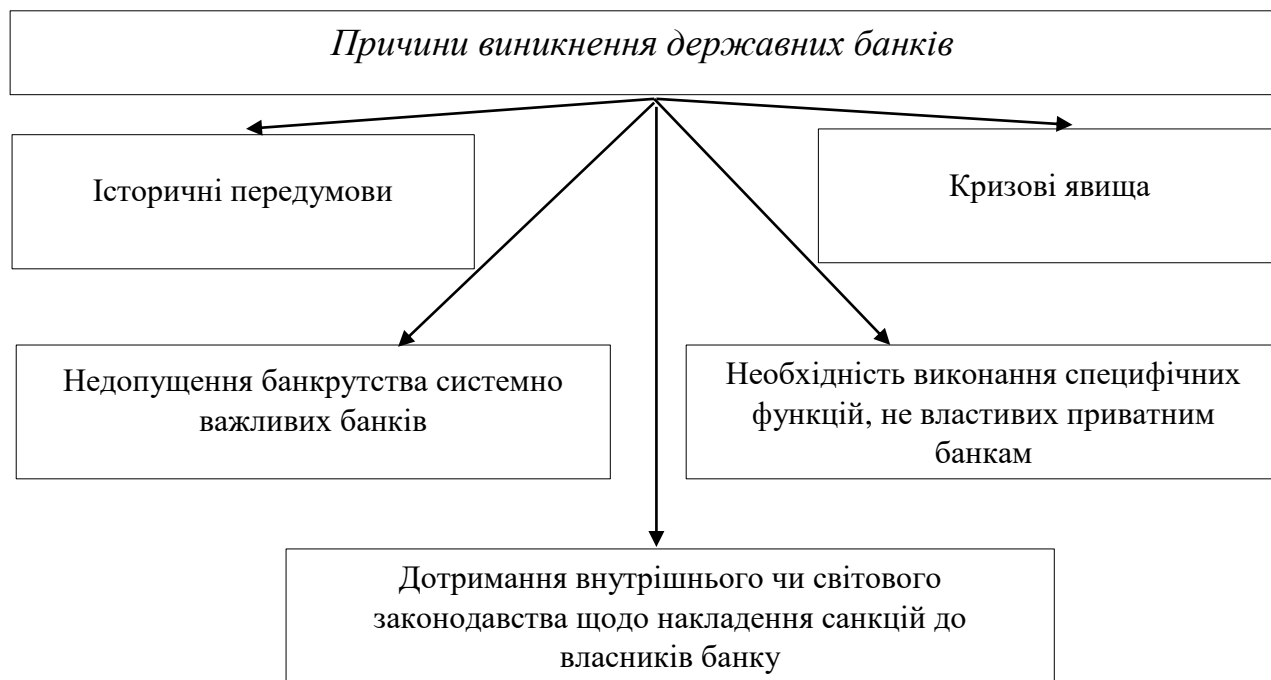 Причини виникнення державних банків
Історичні передумови
Кризові явища
Недопущення банкрутства системно
важливих банків
Необхідність виконання специфічних
функцій, не властивих приватним
банкам
Дотримання внутрішнього чи світового
законодавства щодо накладення санкцій до
власників банку